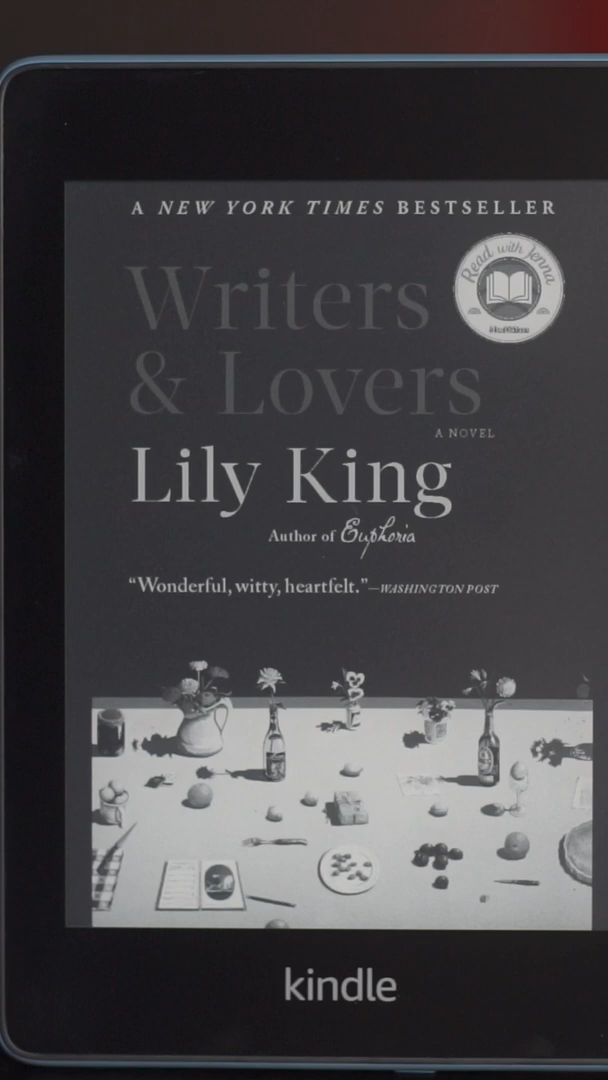 A NEW YORK TIMES BESTSELLER
Read with Jenna
Writers
& Lovers
A NOVEL
Lily King
Author of Euphoria
“Wonderful, witty, heartfelt.”—WASHINGTON POST
kindle